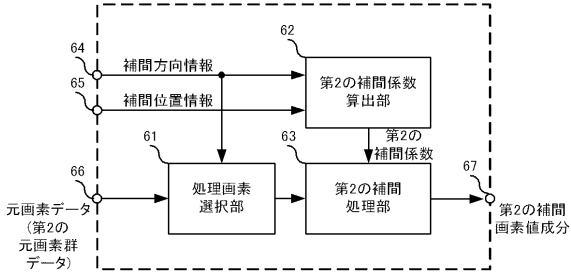 64
補間方向情報
62
第2の補間係数
算出部
65
補間位置情報
第2の
補間係数
61
63
66
処理画素
選択部
第2の補間
処理部
67
元画素データ
(第2の
元画素群
データ)
第2の補間
画素値成分